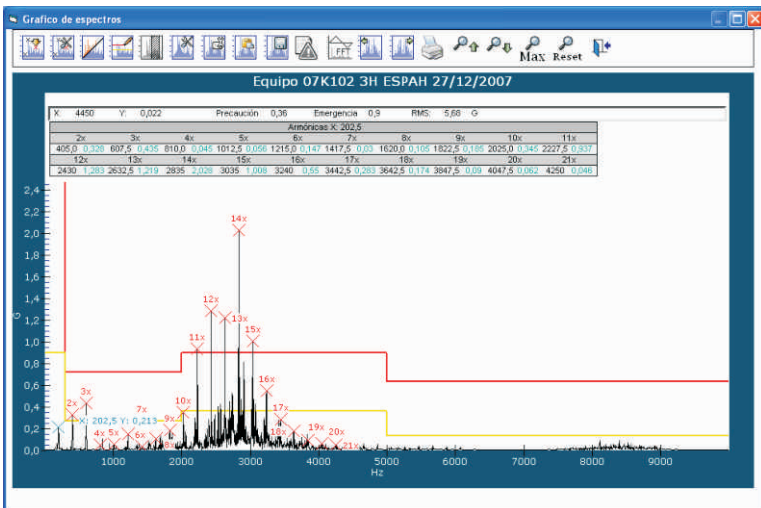 Grafico de espectros
FFT
Max Reset
Equipo 07K102 3H ESPAH 27/12/2007
X: 4450 Y: 0,022 Precaución 0,36 Emergencia 0,9 RMS: 5,68 G
Armónicas X: 202,5
2x 3x 4x 5x 6x 7x 8x 9x 10x 11x
405,0 0,328 607,5 0,435 810,0 0,045 1012,5 0,056 1215,0 0,147 1417,5 0,03 1620,0 0,105 1822,5 0,185 2025,0 0,345 2227,5 0,937
12x 13x 14x 15x 16x 17x 18x 19x 20x 21x
2430 1,283 2632,5 1,219 2835 2,028 3035 1,008 3240 0,55 3442,5 0,283 3642,5 0,174 3847,5 0,09 4047,5 0,062 4250 0,046
2,4
2,2
2,0
1,8
1,6
1,4
1,2
1,0
0,8
0,6
0,4
0,2
0,0
G
14x
12x
13x
15x
11x
16x
3x
2x
10x
7x
17x
X: 202,5 Y: 0,213
9x
4x 5x 6x 8x 18x 19x 20x 21x
1000 2000 3000 4000 5000 6000 7000 8000 9000
Hz